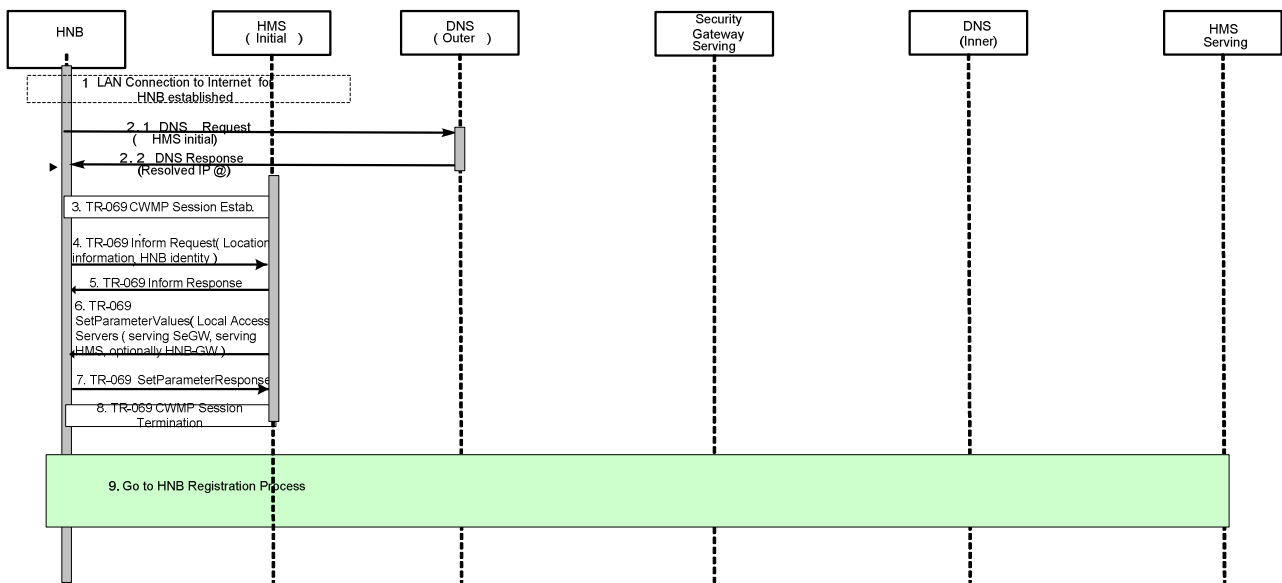 HNB
HMS
( Initial )
DNS
( Outer )
Security
Gateway
Serving
DNS
(Inner)
HMS
Serving
1 LAN Connection to Internet for
HNB established
2.1 DNS Request
( HMS initial)
2.2 DNS Response
(Resolved IP @)
3. TR-069 CWMP Session Estab.
4. TR-069 Inform Request( Location
information, HNB identity )
5. TR-069 Inform Response
6. TR-069
SetParameterValues( Local Access
Servers ( serving SeGW, serving
HMS, optionally HNB-GW )
7. TR-069 SetParameterResponse
8. TR-069 CWMP Session
Termination
9. Go to HNB Registration Process